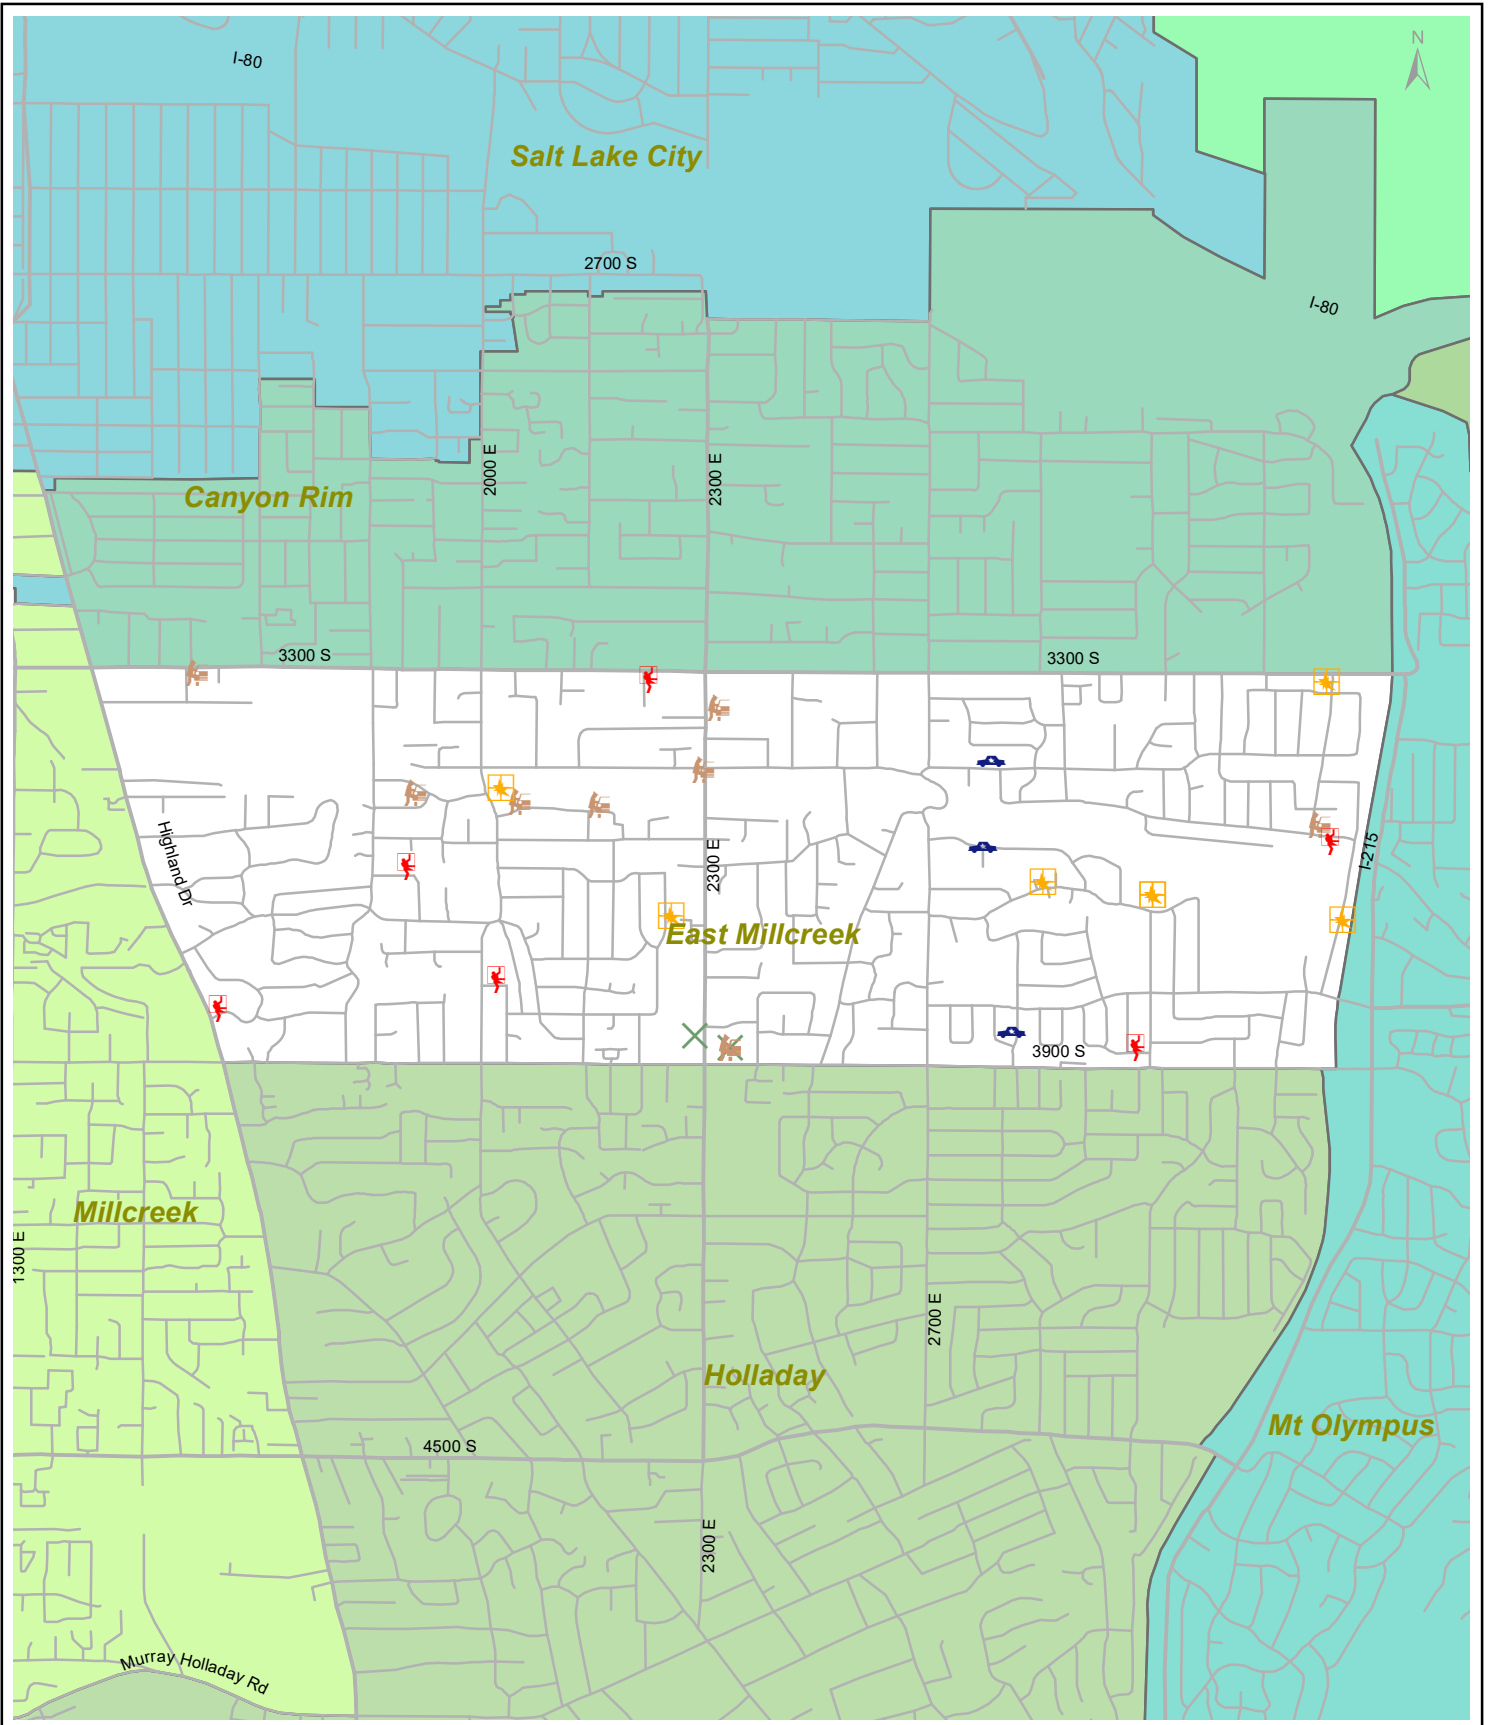 N
I-80
Salt Lake City
2700 S
I-80
2000 E
2300 E
Canyon Rim
3300 S
3300 S
Highland Dr
2300 E
I-215
East Millcreek
3900 S
Millcreek
1300 E
2700 E
Holladay
Mt Olympus
4500 S
2300 E
Murray Holladay Rd